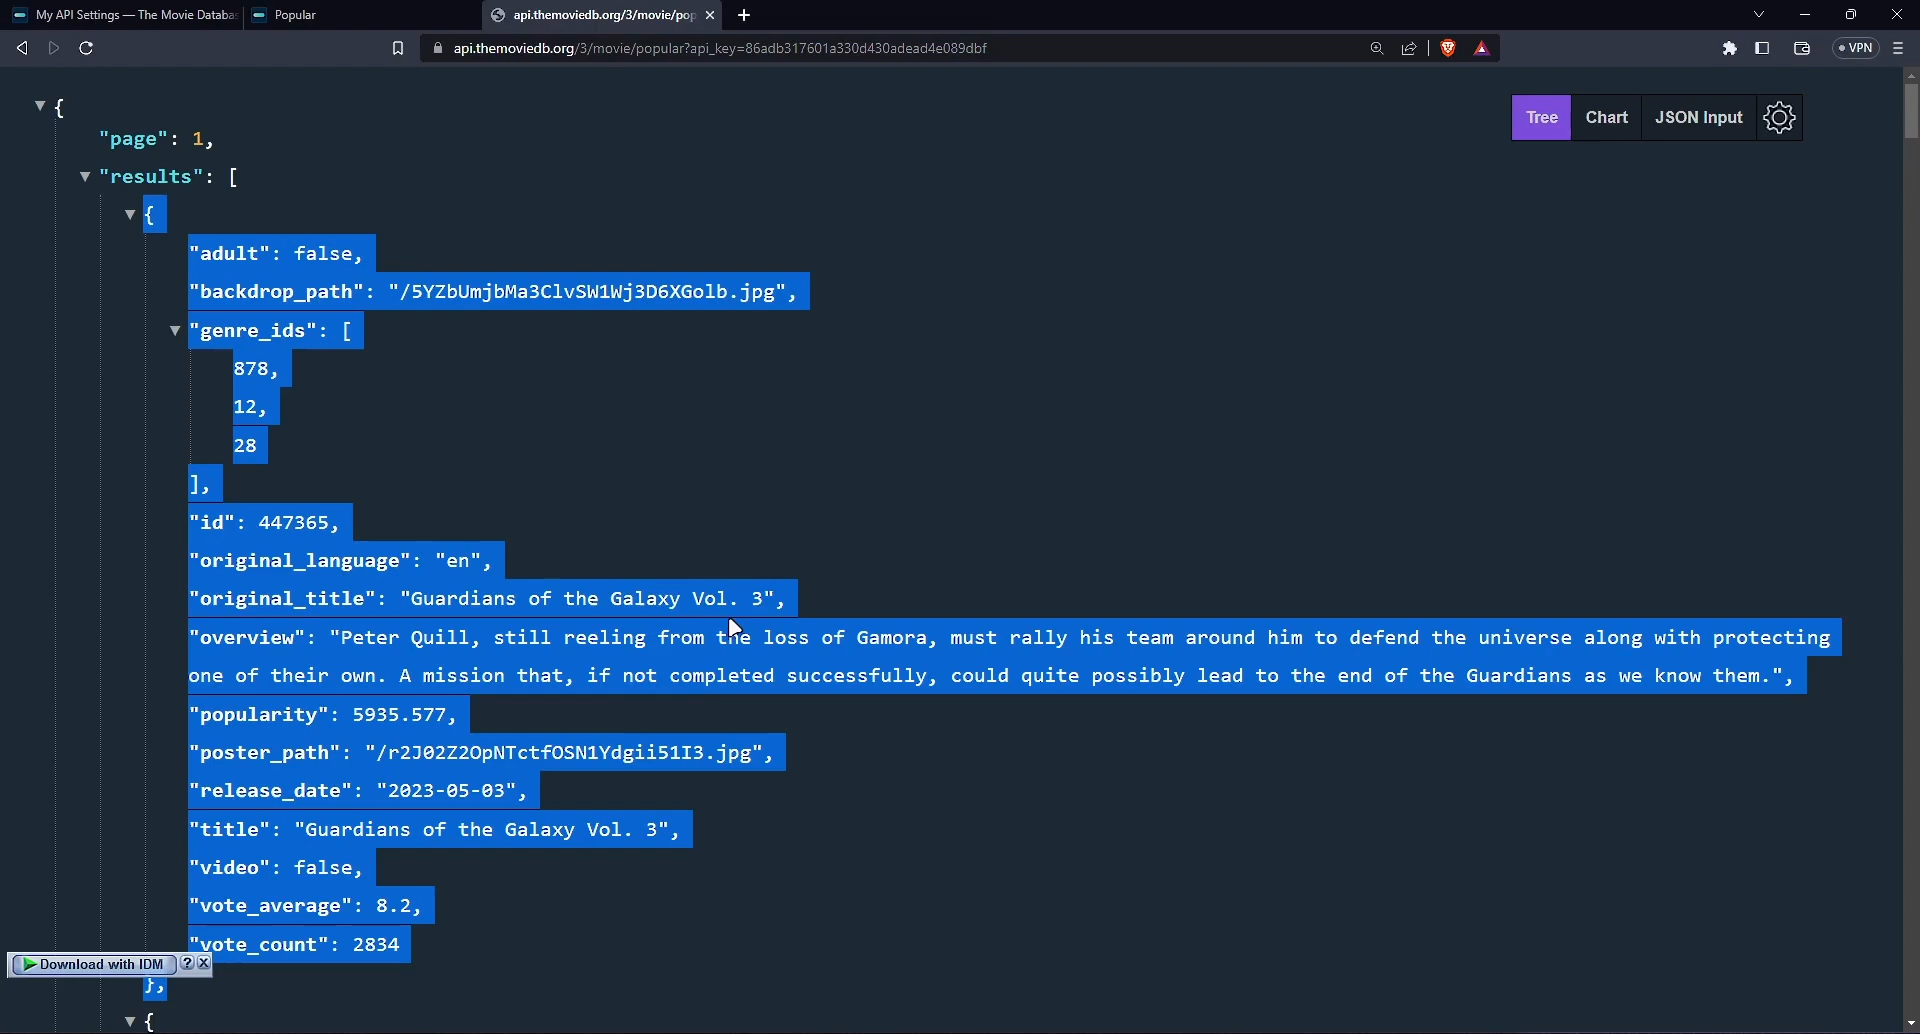 My API Settings — The Movie Databas
Popular
api.themoviedb.org/3/movie/pop
api.themoviedb.org/3/movie/popular?api_key=86adb317601a330d430adead4e089dbf
VPN
Tree Chart JSON Input
{
"page": 1,
"results": [
{
"adult": false,
"backdrop_path": "/5YZbUmjbMa3ClvSW1Wj3D6XGolb.jpg",
"genre_ids": [
878,
12,
28
],
"id": 447365,
"original_language": "en",
"original_title": "Guardians of the Galaxy Vol. 3",
"overview": "Peter Quill, still reeling from the loss of Gamora, must rally his team around him to defend the universe along with protecting
one of their own. A mission that, if not completed successfully, could quite possibly lead to the end of the Guardians as we know them.",
"popularity": 5935.577,
"poster_path": "/r2J02Z2OpNTctfOSN1Ydgii51I3.jpg",
"release_date": "2023-05-03",
"title": "Guardians of the Galaxy Vol. 3",
"video": false,
"vote_average": 8.2,
"vote_count": 2834
Download with IDM ?
},
{